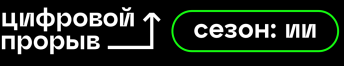 цифровой
прорыв
сезон: ии